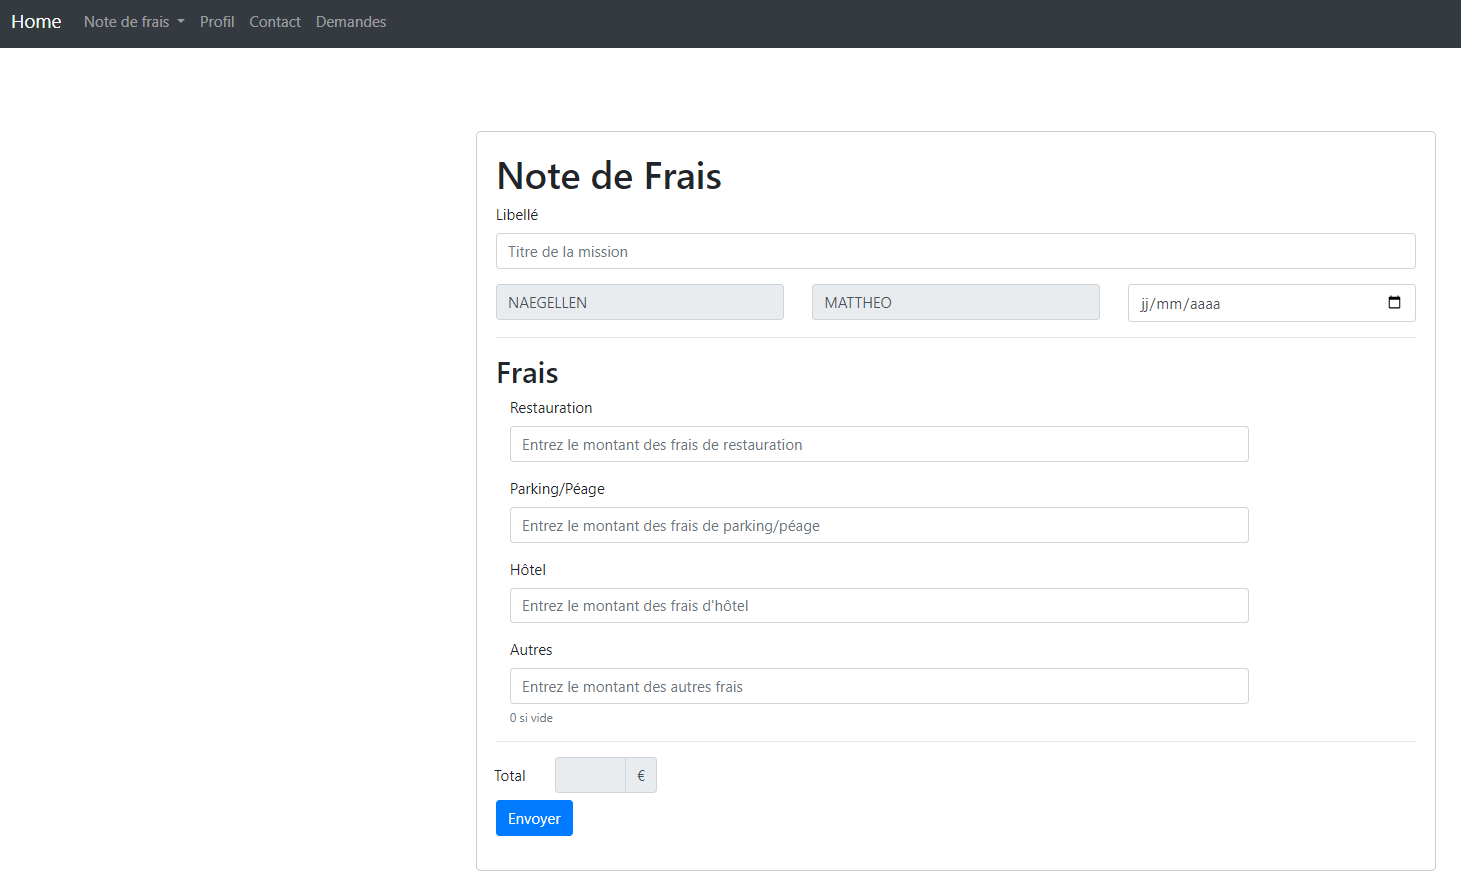 Home Note de frais Profil Contact Demandes
Note de Frais
Libellé
Titre de la mission
NAEGELLEN MATTHEO jj/mm/aaaa
Frais
Restauration
Entrez le montant des frais de restauration
Parking/Péage
Entrez le montant des frais de parking/péage
Hôtel
Entrez le montant des frais d'hôtel
Autres
Entrez le montant des autres frais
0 si vide
Total €
Envoyer